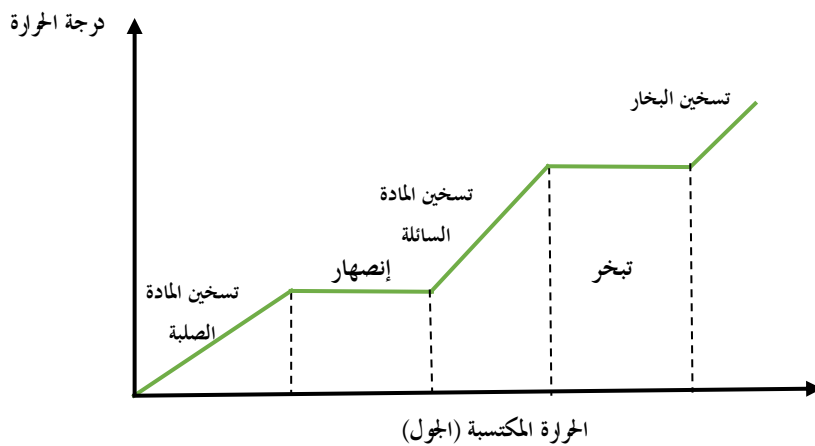 درجة الحرارة
تسخين البخار
تسخين المادة
السائلة
إنصهار
تبخر
تسخين المادة
الصلبة
الحرارة المكتسبة (الجول)